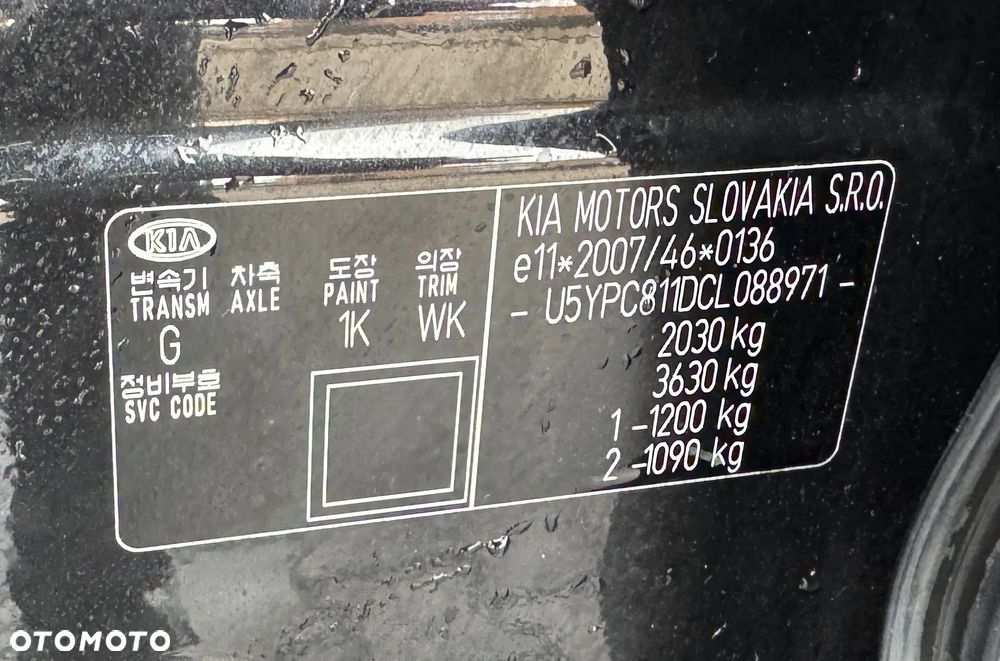 KIA
변속기 차축 도장 의장
TRANSM AXLE PAINT TRIM
G 1K WK
정비부호
SVC CODE
KIA MOTORS SLOVAKIA S.R.O.
e11*2007/46*0136
- U5YPC811DCL088971 -
2030 kg
3630 kg
1 -1200 kg
2 -1090 kg
OTOMOTO